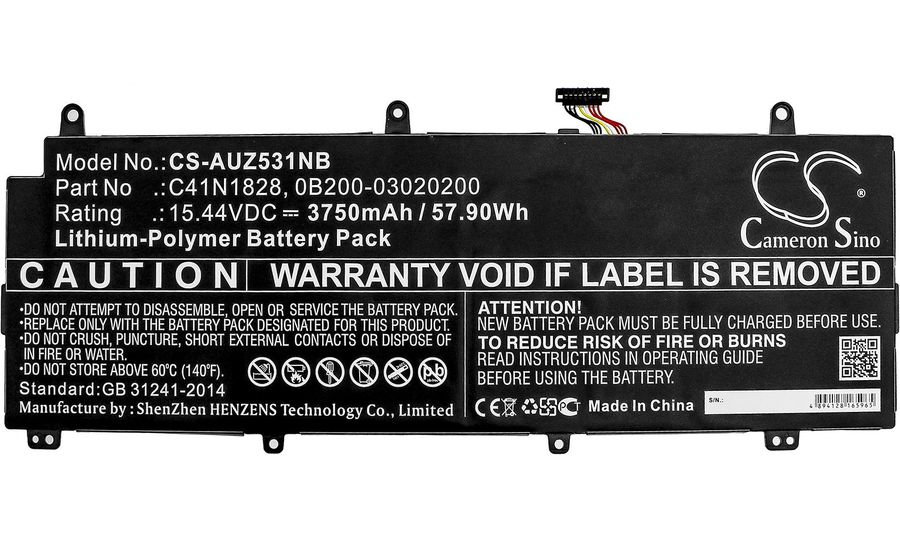 Model No.:CS-AUZ531NB
Part No .:C41N1828, 0B200-03020200
Rating .:15.44VDC⎓ 3750mAh / 57.90Wh
Lithium-Polymer Battery Pack
Cameron Sino
®
CAUTION WARRANTY VOID IF LABEL IS REMOVED
•DO NOT ATTEMPT TO DISASSEMBLE, OPEN OR SERVICE THE BATTERY PACK.
•REPLACE ONLY WITH THE BATTERY PACK DESIGNATED FOR THIS PRODUCT.
•DO NOT CRUSH, PUNCTURE, SHORT EXTERNAL CONTACTS OR DISPOSE OF
IN FIRE OR WATER.
•DO NOT PLACE ABOVE 60°C (140°F).
Standard:GB 31241-2014
Manufacture by : ShenZhen HENZENS Technology Co., Limited
ATTENTION!
NEW BATTERY PACK MUST BE FULLY CHARGED BEFORE USE.
TO REDUCE RISK OF FIRE OR BURNS
READ INSTRUCTIONS IN OPERATING GUIDE
BEFORE USING THE BATTERY.
CE Made In China
S/N.:
4894128165965